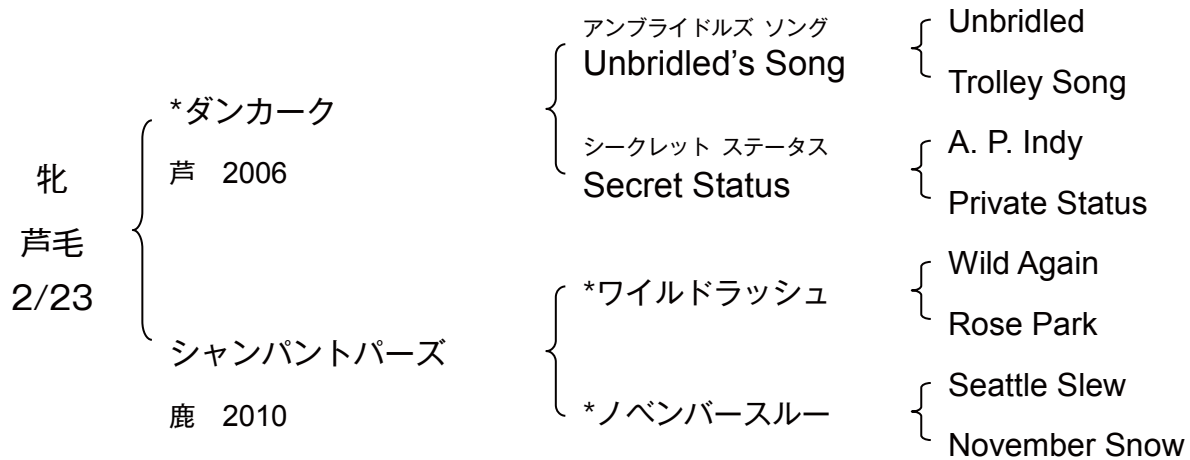 牝
芦毛
2/23
*ダンカーク
芦 2006
シャンパントパーズ
鹿 2010
アンブライドルズ ソング
Unbridled's Song
シークレット ステータス
Secret Status
*ワイルドラッシュ
*ノベンバースルー
Unbridled
Trolley Song
A. P. Indy
Private Status
Wild Again
Rose Park
Seattle Slew
November Snow